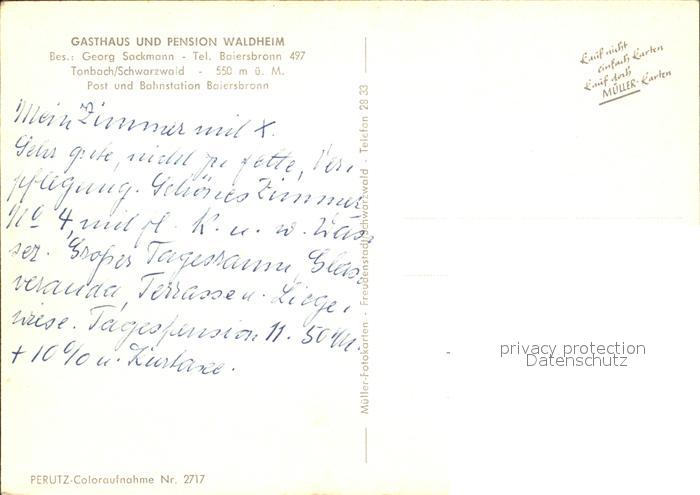 GASTHAUS UND PENSION WALDHEIM
Bes.: Georg Sackmann - Tel. Baiersbronn 497
Tonbach/Schwarzwald - 550 m ü. M.
Post und Bahnstation Baiersbronn
Mein Zimmer mit X.
Sehr gute, nicht zu fette, Ver-
pflegung. Schönes Zimmer
No 4, mit fl. K. u. w. Was-
ser. Großer Tagesraum, Glas-
veranda, Terrasse u. Liege-
wiese. Tagespension 11.50 M.
+ 10% u. Kurtaxe.
PERUTZ-Coloraufnahme Nr. 2717
Müller-Fotokarten - Freudenstadt/Schwarzwald - Telefon 28 33
Kauf nicht
einfach Karten
Kauf doch
MÜLLER-Karten
privacy protection
Datenschutz